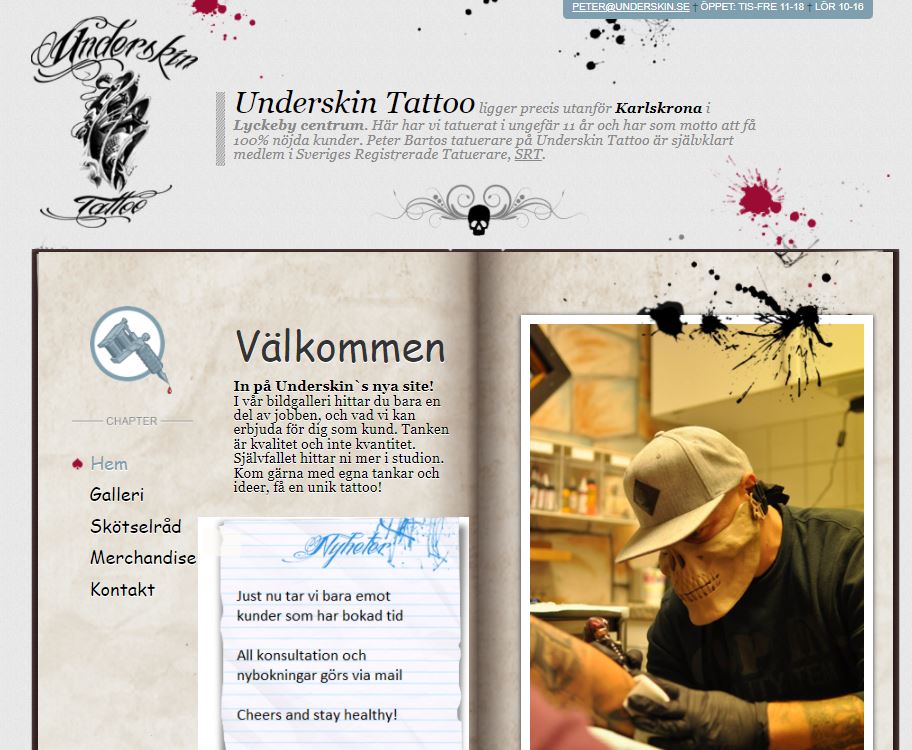 PETER@UNDERSKIN.SE † ÖPPET: TIS-FRE 11-18 † LÖR 10-16
Underskin
Tattoo
Underskin Tattoo ligger precis utanför Karlskrona i
Lyckeby centrum. Här har vi tatuerat i ungefär 11 år och har som motto att få
100% nöjda kunder. Peter Bartos tatuerare på Underskin Tattoo är självklart
medlem i Sveriges Registrerade Tatuerare, SRT.
CHAPTER
Hem
Galleri
Skötselråd
Merchandise
Kontakt
Välkommen
In på Underskin`s nya site!
I vår bildgalleri hittar du bara en
del av jobben, och vad vi kan
erbjuda för dig som kund. Tanken
är kvalitet och inte kvantitet.
Självfallet hittar ni mer i studion.
Kom gärna med egna tankar och
ideer, få en unik tattoo!
Nyheter
Just nu tar vi bara emot
kunder som har bokad tid
All konsultation och
nybokningar görs via mail
Cheers and stay healthy!